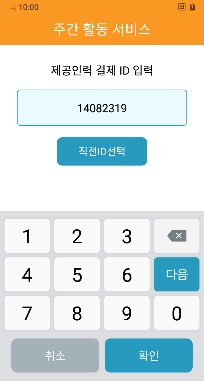 10:00
주간 활동 서비스
제공인력 결제 ID 입력
14082319
직전ID선택
1 2 3
4 5 6 다음
7 8 9 0
취소 확인